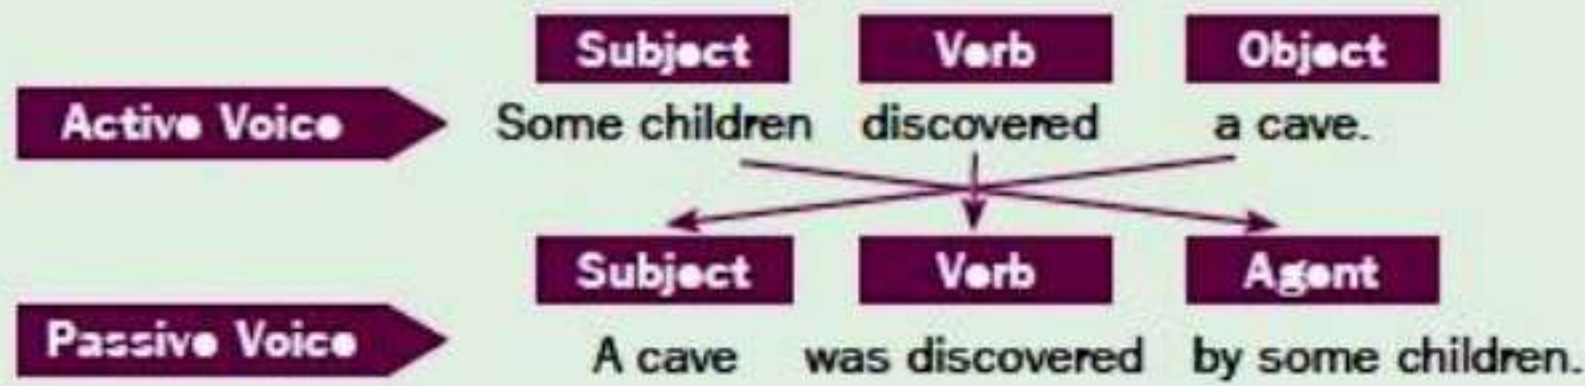 Subject Verb Object
Active Voice Some children discovered a cave.
Subject Verb Agent
Passive Voice A cave was discovered by some children.